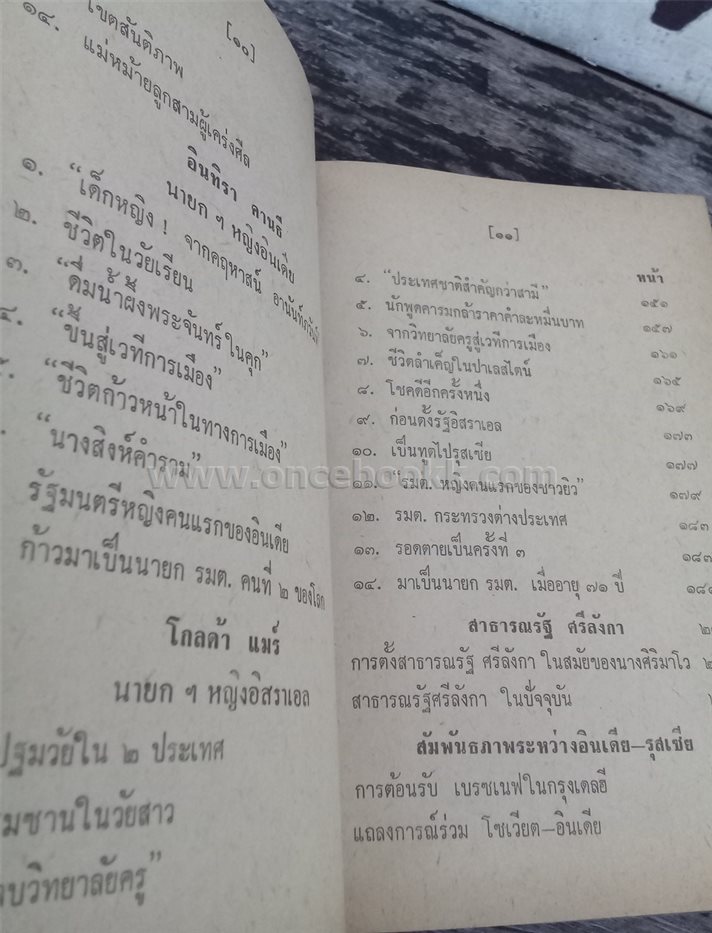 [๑๐]
เขตสันติภาพ
๑๔. แม่หม้ายลูกสามผู้เคร่งศีล
อินทิรา คานธี
นายก ฯ หญิงอินเดีย
๑. "เด็กหญิง ! จากคฤหาสน์ อานันท์ภวัน"
๒. ชีวิตในวัยเรียน
๓. "ดื่มน้ำผึ้งพระจันทร์ในคุก"
๔. "ขึ้นสู่เวทีการเมือง"
"ชีวิตก้าวหน้าในทางการเมือง"
"นางสิงห์คำราม"
รัฐมนตรีหญิงคนแรกของอินเดีย
ก้าวมาเป็นนายก รมต. คนที่ ๒ ของโลก
โกลด้า แมร์
นายก ฯ หญิงอิสราเอล
ปฐมวัยใน ๒ ประเทศ
ซานในวัยสาว
วิทยาลัยครู"
[๑๑]
หน้า
๔. "ประเทศชาติสำคัญกว่าสามี" ๑๕๑
๕. นักพูดคารมกล้าราคาคำละหมื่นบาท ๑๕๗
๖. จากวิทยาลัยครูสู่เวทีการเมือง ๑๖๑
๗. ชีวิตลำเค็ญในปาเลสไตน์ ๑๖๕
๘. โชคดีอีกครั้งหนึ่ง ๑๖๙
๙. ก่อนตั้งรัฐอิสราเอล ๑๗๓
๑๐. เป็นทูตไปรุสเซีย ๑๗๗
๑๑. "รมต. หญิงคนแรกของชาวยิว" ๑๗๙
๑๒. รมต. กระทรวงต่างประเทศ ๑๘๓
๑๓. รอดตายเป็นครั้งที่ ๓
๑๔. มาเป็นนายก รมต. เมื่ออายุ ๗๑ ปี
สาธารณรัฐ ศรีลังกา
การตั้งสาธารณรัฐ ศรีลังกา ในสมัยของนางศิริมาโว
สาธารณรัฐศรีลังกา ในปัจจุบัน
สัมพันธภาพระหว่างอินเดีย–รุสเซีย
การต้อนรับ เบรซเนฟในกรุงเดลฮี
แถลงการณ์ร่วม โซเวียต–อินเดีย
www.oncebookk.com